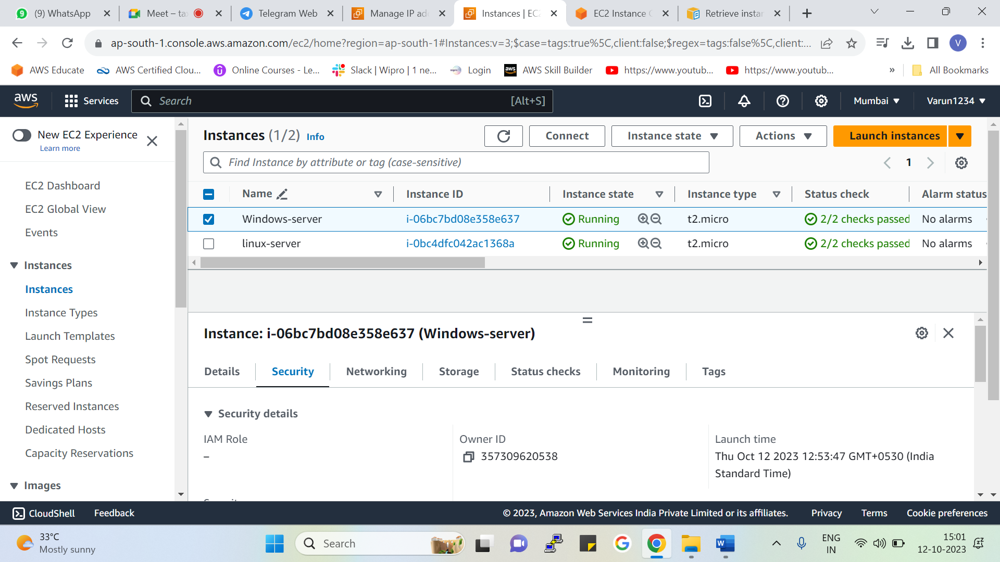 (9) WhatsApp
Meet – ta
Telegram Web
Manage IP ad
Instances | EC
EC2 Instance
Retrieve insta
ap-south-1.console.aws.amazon.com/ec2/home?region=ap-south-1#Instances:v=3;$case=tags:true%5C,client:false;$regex=tags:false%5C,client:...
V
AWS Educate
AWS Certified Clou...
Online Courses - Le...
Slack | Wipro | 1 ne...
Login
AWS Skill Builder
https://www.youtub...
https://www.youtub...
»
All Bookmarks
aws
Services
Search [Alt+S]
Mumbai
Varun1234
New EC2 Experience
Learn more
EC2 Dashboard
EC2 Global View
Events
Instances
Instances
Instance Types
Launch Templates
Spot Requests
Savings Plans
Reserved Instances
Dedicated Hosts
Capacity Reservations
Images
Instances (1/2) Info
Connect
Instance state
Actions
Launch instances
Find Instance by attribute or tag (case-sensitive)
1
Name Instance ID Instance state Instance type Status check Alarm status
Windows-server i-06bc7bd08e358e637 Running t2.micro 2/2 checks passed No alarms
linux-server i-0bc4dfc042ac1368a Running t2.micro 2/2 checks passed No alarms
Instance: i-06bc7bd08e358e637 (Windows-server)
Details Security Networking Storage Status checks Monitoring Tags
Security details
IAM Role
–
Owner ID
357309620538
Launch time
Thu Oct 12 2023 12:53:47 GMT+0530 (India
Standard Time)
CloudShell Feedback
© 2023, Amazon Web Services India Private Limited or its affiliates. Privacy Terms Cookie preferences
33°C
Mostly sunny
Search
ENG
IN
15:01
12-10-2023